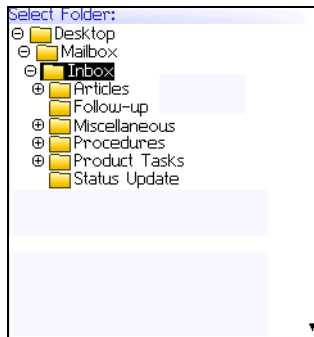 Select Folder:
Desktop
Mailbox
Inbox
Articles
Follow-up
Miscellaneous
Procedures
Product Tasks
Status Update